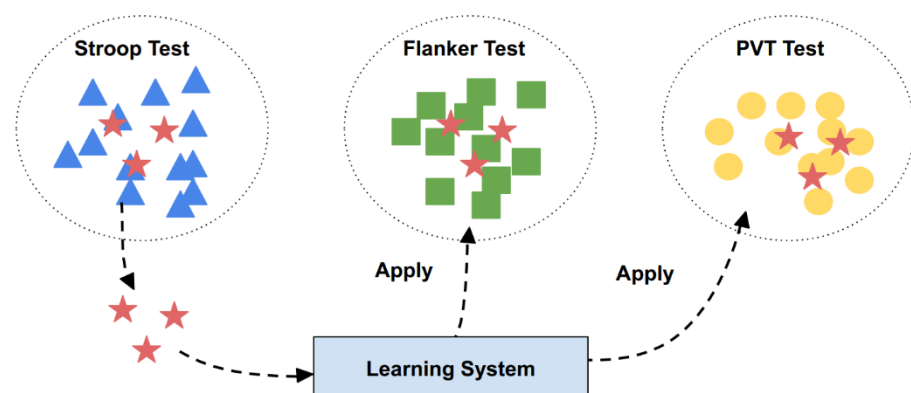 Stroop Test
Flanker Test
PVT Test
Apply
Apply
Learning System